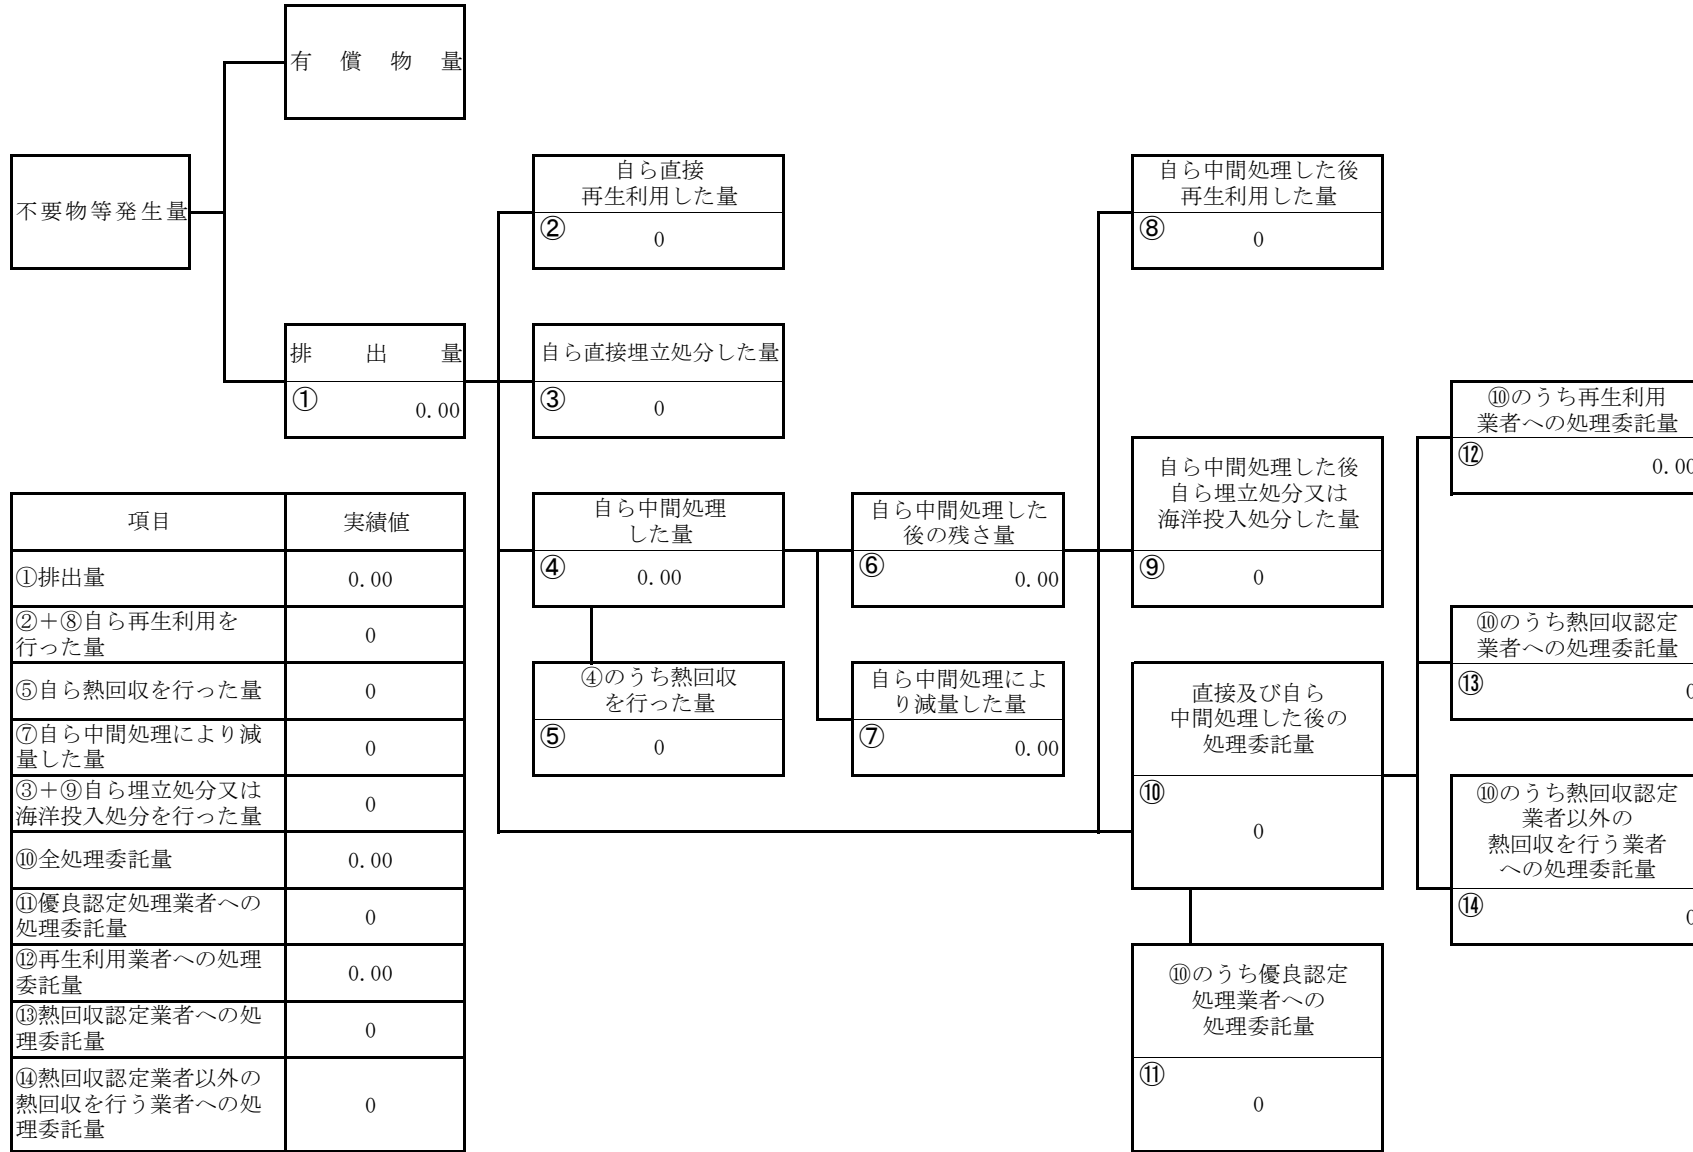 有償物量
不要物等発生量
自ら直接
再生利用した量
② 0
自ら中間処理した後
再生利用した量
⑧ 0
排出量
① 0.00
自ら直接埋立処分した量
③ 0
⑩のうち再生利用
業者への処理委託量
⑫ 0.00
自ら中間処理
した量
④ 0.00
自ら中間処理した
後の残さ量
⑥ 0.00
自ら中間処理した後
自ら埋立処分又は
海洋投入処分した量
⑨ 0
⑩のうち熱回収認定
業者への処理委託量
⑬ 0
④のうち熱回収
を行った量
⑤ 0
自ら中間処理によ
り減量した量
⑦ 0.00
直接及び自ら
中間処理した後の
処理委託量
⑩ 0
⑩のうち熱回収認定
業者以外の
熱回収を行う業者
への処理委託量
⑭ 0
⑩のうち優良認定
処理業者への
処理委託量
⑪ 0
項目 実績値
①排出量 0.00
②＋⑧自ら再生利用を
行った量 0
⑤自ら熱回収を行った量 0
⑦自ら中間処理により減
量した量 0
③＋⑨自ら埋立処分又は
海洋投入処分を行った量 0
⑩全処理委託量 0.00
⑪優良認定処理業者への
処理委託量 0
⑫再生利用業者への処理
委託量 0.00
⑬熱回収認定業者への処
理委託量 0
⑭熱回収認定業者以外の
熱回収を行う業者への処
理委託量 0